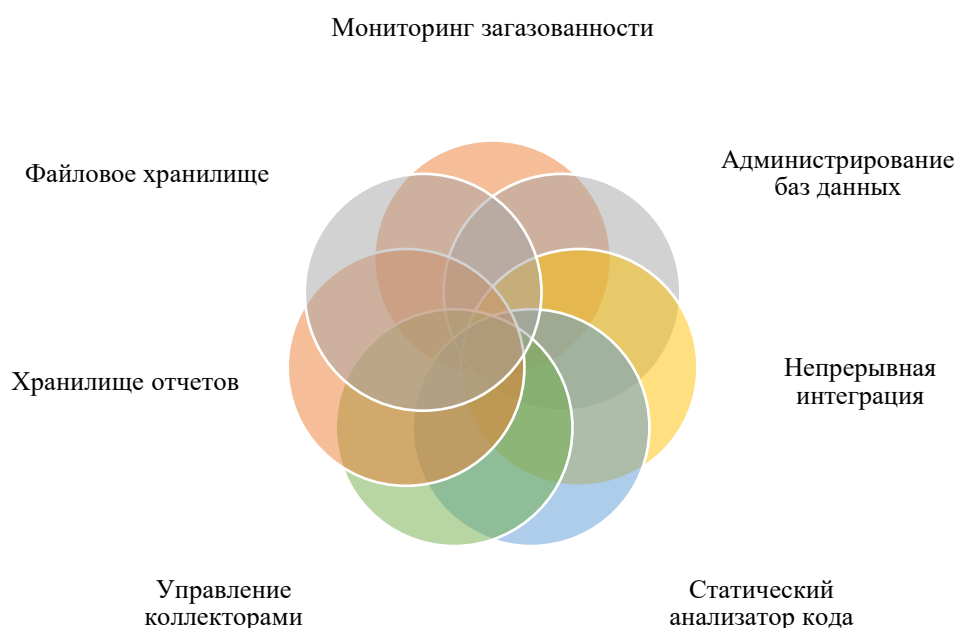 Мониторинг загазованности
Файловое хранилище
Администрирование
баз данных
Хранилище отчетов
Непрерывная
интеграция
Управление
коллекторами
Статический
анализатор кода